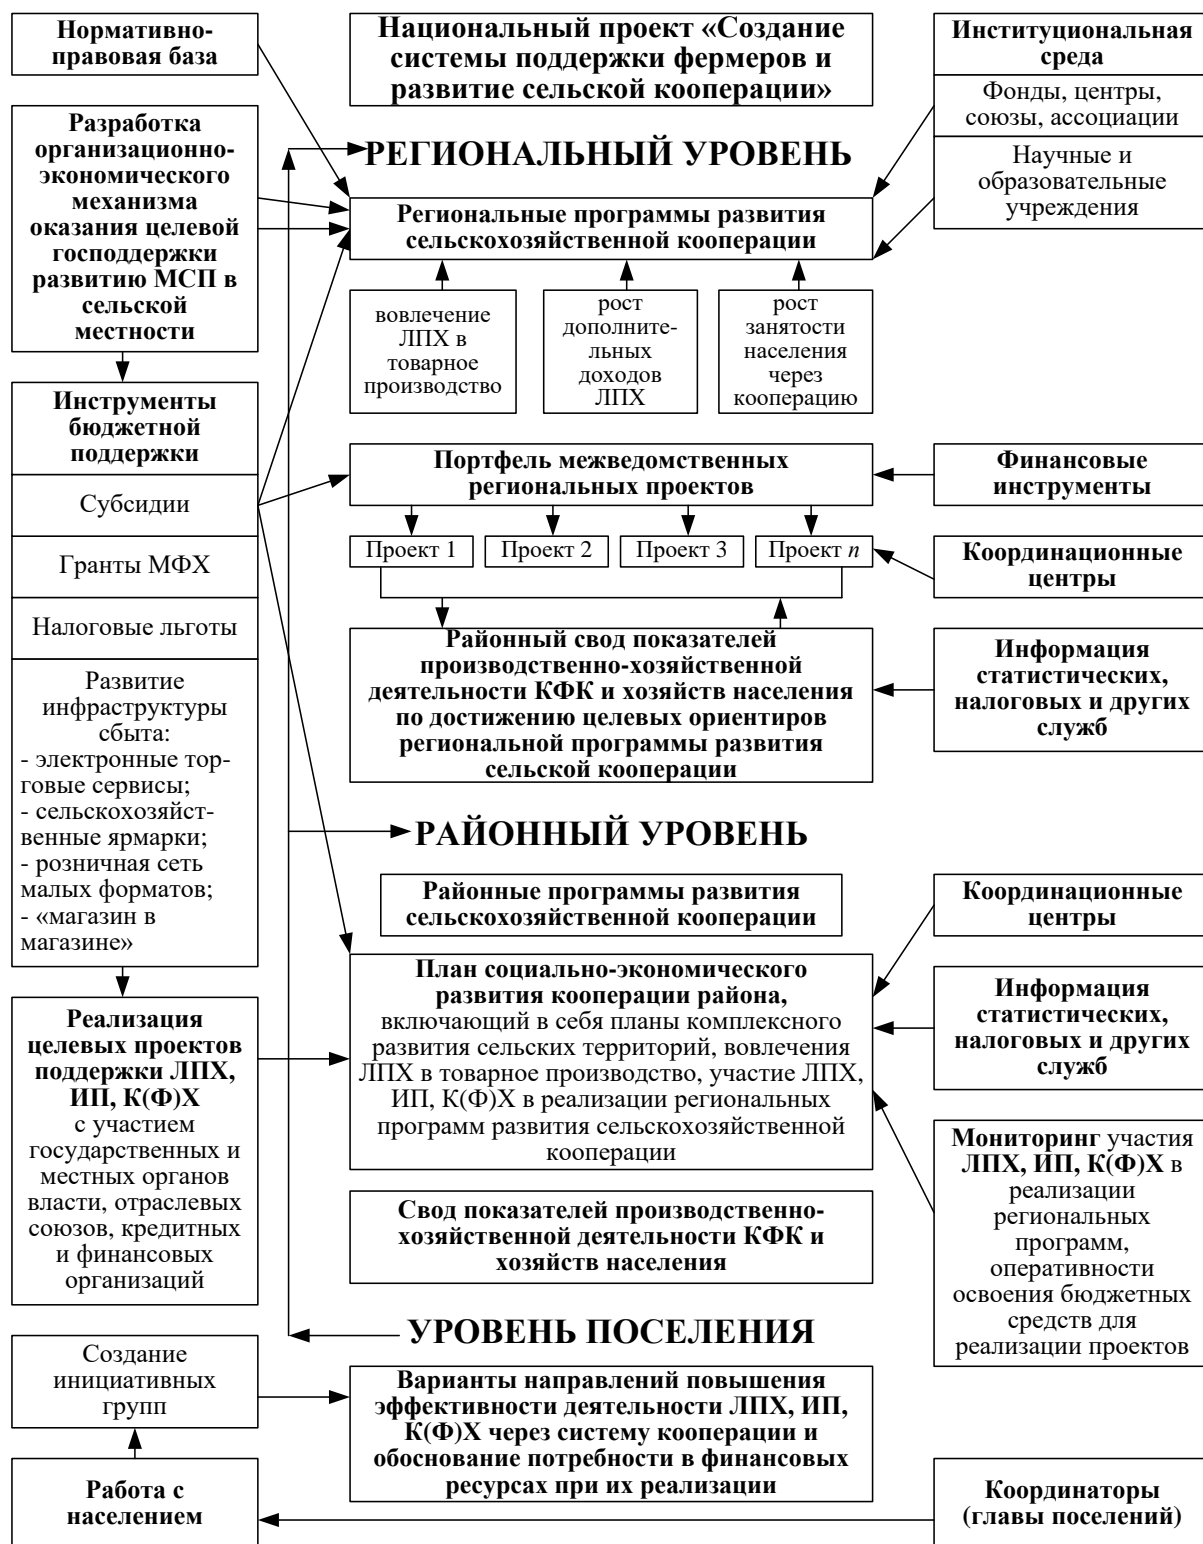 Нормативно-
правовая база
Национальный проект «Создание
системы поддержки фермеров и
развитие сельской кооперации»
Институциональная
среда
Фонды, центры,
союзы, ассоциации
Научные и
образовательные
учреждения
Разработка
организационно-
экономического
механизма
оказания целевой
господдержки
развитию МСП в
сельской
местности
РЕГИОНАЛЬНЫЙ УРОВЕНЬ
Региональные программы развития
сельскохозяйственной кооперации
вовлечение
ЛПХ в
товарное
производство
рост
дополните-
льных
доходов
ЛПХ
рост
занятости
населения
через
кооперацию
Инструменты
бюджетной
поддержки
Субсидии
Гранты МФХ
Налоговые льготы
Развитие
инфраструктуры
сбыта:
- электронные тор-
говые сервисы;
- сельскохозяйст-
венные ярмарки;
- розничная сеть
малых форматов;
- «магазин в
магазине»
Портфель межведомственных
региональных проектов
Финансовые
инструменты
Проект 1
Проект 2
Проект 3
Проект n
Координационные
центры
Районный свод показателей
производственно-хозяйственной
деятельности КФК и хозяйств населения
по достижению целевых ориентиров
региональной программы развития
сельской кооперации
Информация
статистических,
налоговых и других
служб
РАЙОННЫЙ УРОВЕНЬ
Районные программы развития
сельскохозяйственной кооперации
Координационные
центры
План социально-экономического
развития кооперации района,
включающий в себя планы комплексного
развития сельских территорий, вовлечения
ЛПХ в товарное производство, участие ЛПХ,
ИП, К(Ф)Х в реализации региональных
программ развития сельскохозяйственной
кооперации
Информация
статистических,
налоговых и других
служб
Реализация
целевых проектов
поддержки ЛПХ,
ИП, К(Ф)Х
с участием
государственных и
местных органов
власти, отраслевых
союзов, кредитных
и финансовых
организаций
Мониторинг участия
ЛПХ, ИП, К(Ф)Х в
реализации
региональных
программ,
оперативности
освоения бюджетных
средств для
реализации проектов
Свод показателей производственно-
хозяйственной деятельности КФК и
хозяйств населения
УРОВЕНЬ ПОСЕЛЕНИЯ
Создание
инициативных
групп
Варианты направлений повышения
эффективности деятельности ЛПХ, ИП,
К(Ф)Х через систему кооперации и
обоснование потребности в финансовых
ресурсах при их реализации
Работа с
населением
Координаторы
(главы поселений)